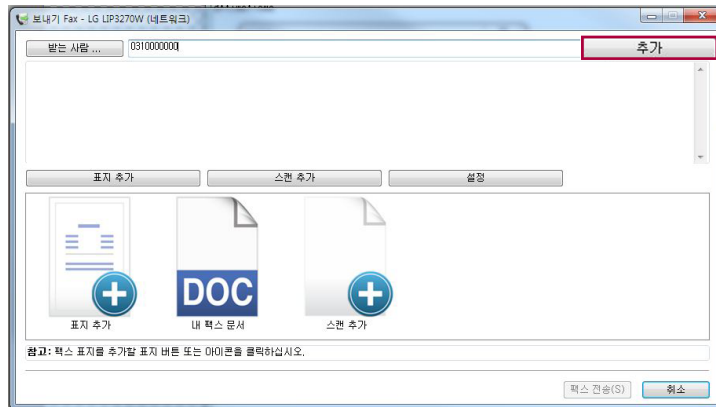 보내기 Fax - LG LIP3270W (네트워크)
받는 사람 ... 0310000000 추가
표지 추가 스캔 추가 설정
DOC
표지 추가 내 팩스 문서 스캔 추가
참고: 팩스 표지를 추가할 표지 버튼 또는 아이콘을 클릭하십시오.
팩스 전송(S) 취소